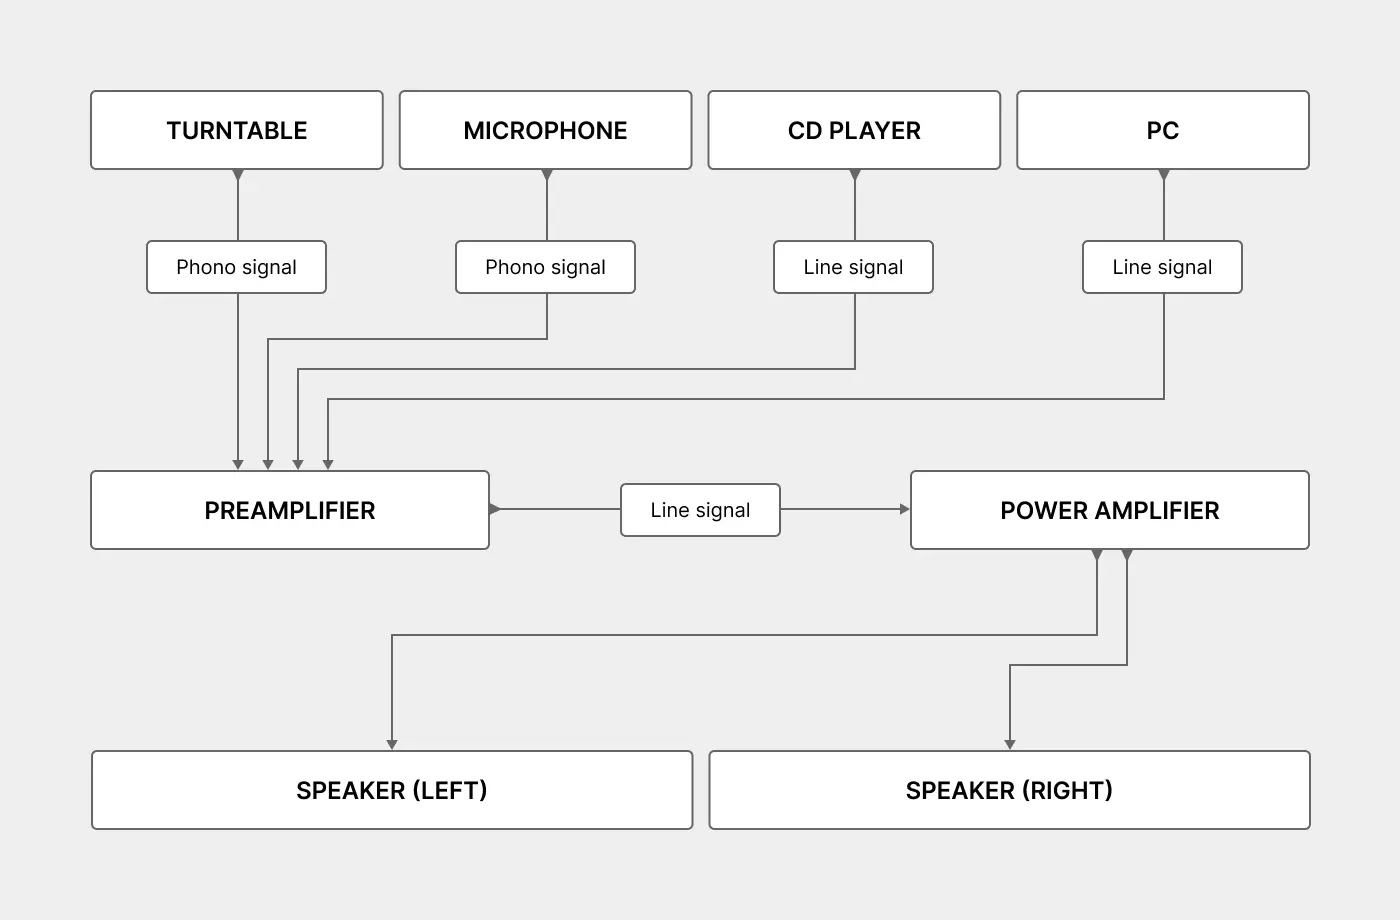 TURNTABLE
MICROPHONE
CD PLAYER
PC
Phono signal
Phono signal
Line signal
Line signal
PREAMPLIFIER
Line signal
POWER AMPLIFIER
SPEAKER (LEFT)
SPEAKER (RIGHT)